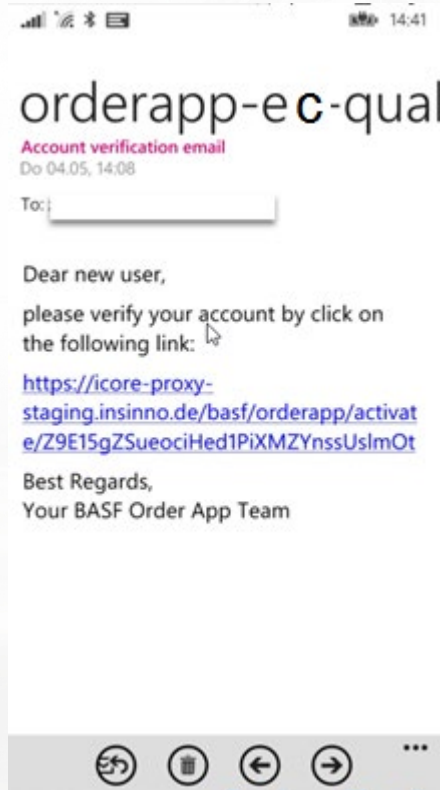 14:41
orderapp-ec-qual
Account verification email
Do 04.05, 14:08
To:
Dear new user,
please verify your account by click on
the following link:
https://icore-proxy-
staging.insinno.de/basf/orderapp/activat
e/Z9E15gZSueociHed1PiXMZYnssUslmOt
Best Regards,
Your BASF Order App Team